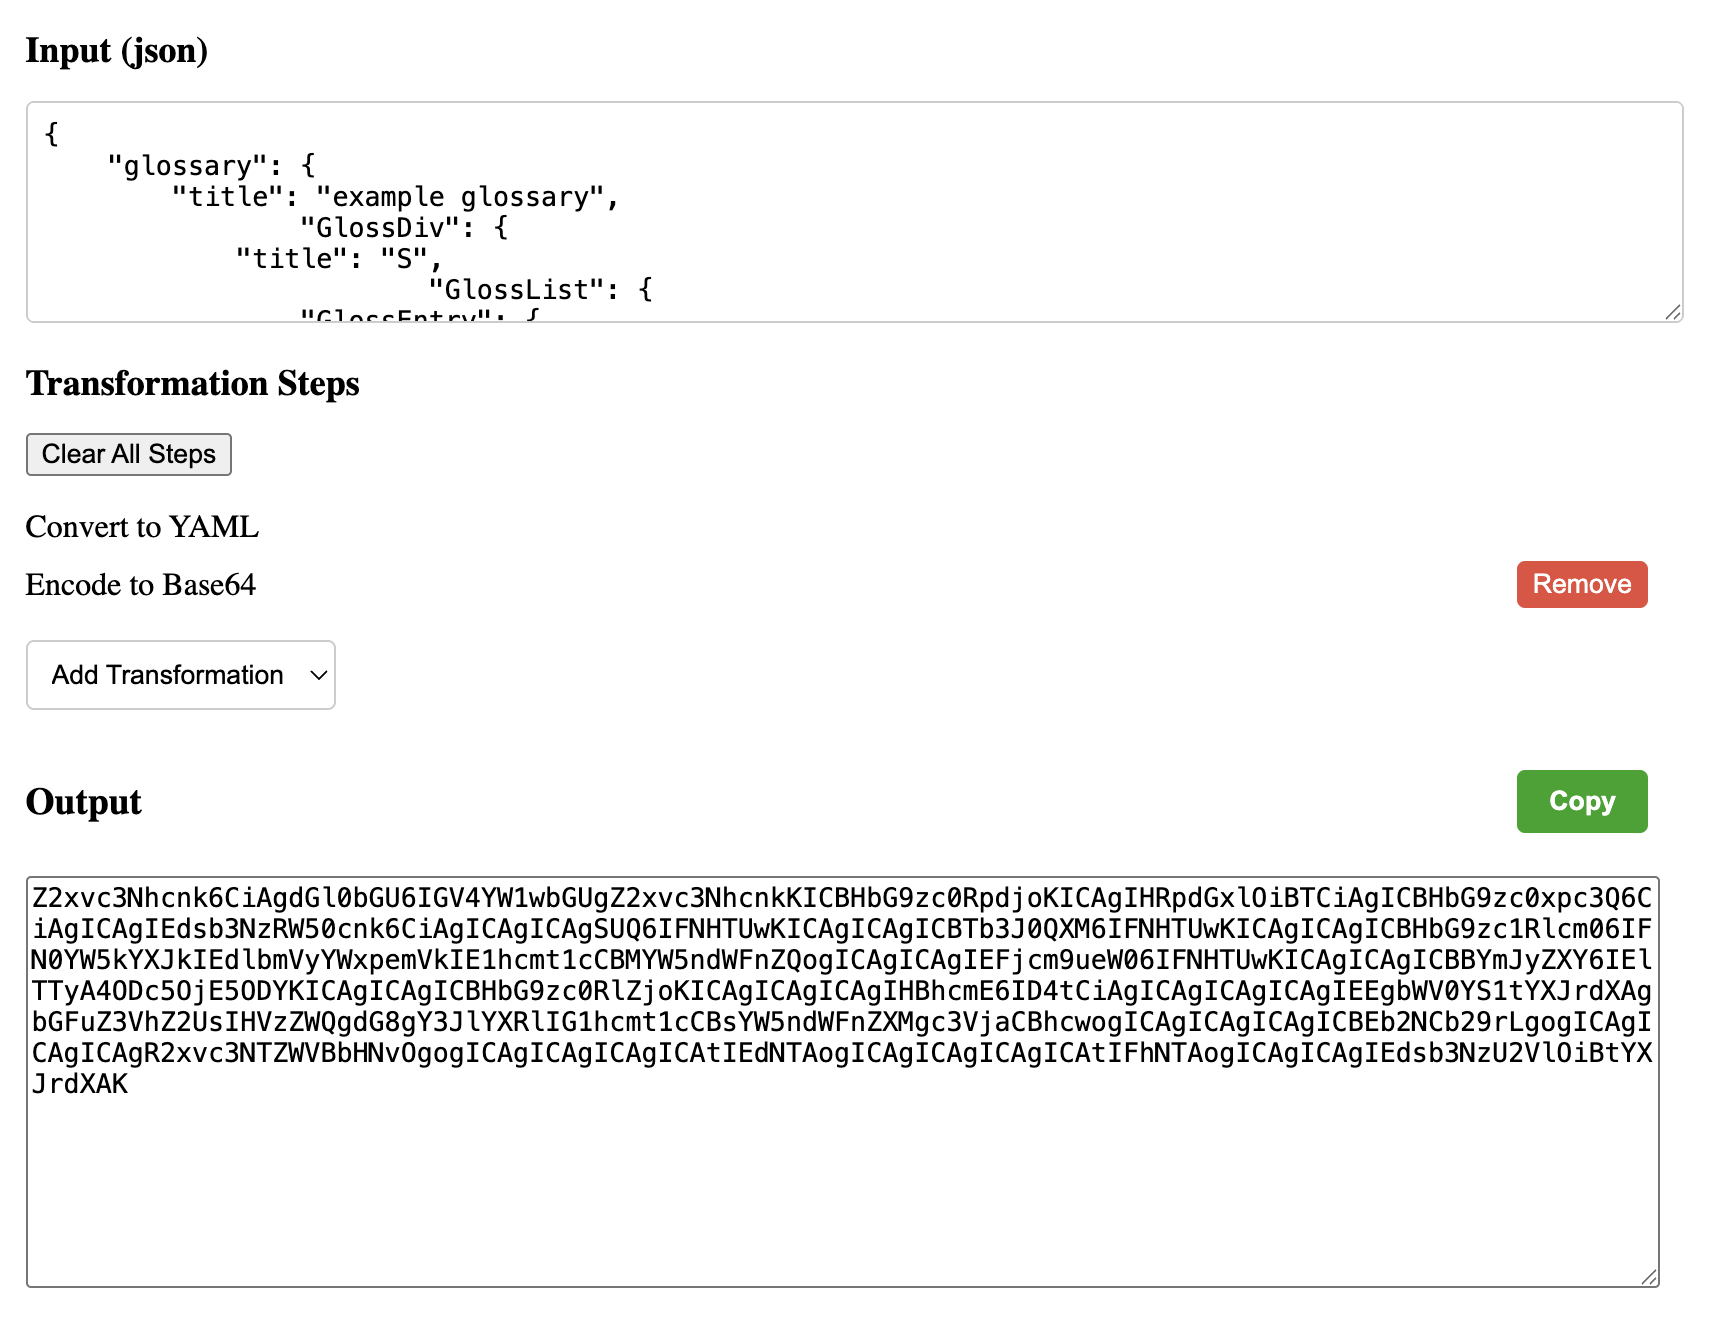 Input (json)
{
    "glossary": {
        "title": "example glossary",
                "GlossDiv": {
            "title": "S",
                        "GlossList": {
                "GlossEntry": {
Transformation Steps
Clear All Steps
Convert to YAML
Encode to Base64
Remove
Add Transformation
Output
Copy
Z2xvc3Nhcnk6CiAgdGl0bGU6IGV4YW1wbGUgZ2xvc3NhcnkKICBHbG9zc0RpdjoKICAgIHRpdGxlOiBTCiAgICBHbG9zc0xpc3Q6C
iAgICAgIEdsb3NzRW50cnk6CiAgICAgICAgSUQ6IFNHTUwKICAgICAgICBTb3J0QXM6IFNHTUwKICAgICAgICBHbG9zc1Rlcm06IF
N0YW5kYXJkIEdlbmVyYWxpemVkIE1hcmt1cCBMYW5ndWFnZQogICAgICAgIEFjcm9ueW06IFNHTUwKICAgICAgICBBYmJyZXY6IEl
TTyA4ODc5OjE5ODYKICAgICAgICBHbG9zc0RlZjoKICAgICAgICAgIHBhcmE6ID4tCiAgICAgICAgICAgIEEgbWV0YS1tYXJrdXAg
bGFuZ3VhZ2UsIHVzZWQgdG8gY3JlYXRlIG1hcmt1cCBsYW5ndWFnZXMgc3VjaCBhcwogICAgICAgICAgICBEb2NCb29rLgogICAgI
CAgICAgR2xvc3NTZWVBbHNvOgogICAgICAgICAgICAtIEdNTAogICAgICAgICAgICAtIFhNTAogICAgICAgIEdsb3NzU2VlOiBtYX
JrdXAK